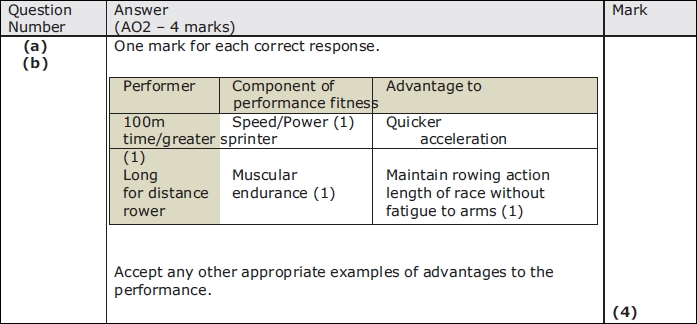 Question Number
Answer
(AO2 – 4 marks)
Mark
(a)
(b)
One mark for each correct response.
Performer
Component of
performance fitness
Advantage to
100m
time/greater sprinter
Speed/Power (1)
Quicker
acceleration
(1)
Long
for distance
rower
Muscular
endurance (1)
Maintain rowing action
length of race without
fatigue to arms (1)
Accept any other appropriate examples of advantages to the
performance.
(4)